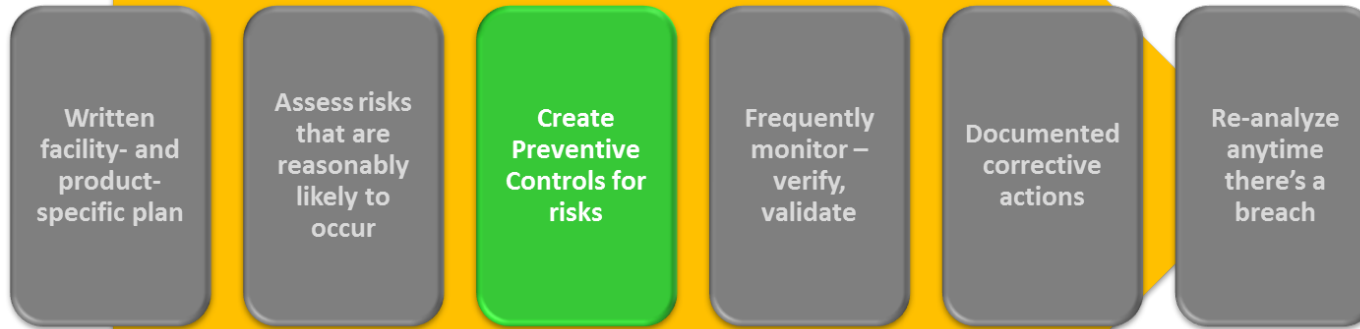 Written
facility- and
product-
specific plan
Assess risks
that are
reasonably
likely to
occur
Create
Preventive
Controls for
risks
Frequently
monitor –
verify,
validate
Documented
corrective
actions
Re-analyze
anytime
there’s a
breach